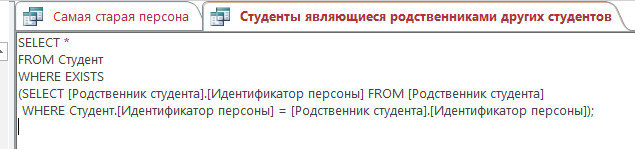 Самая старая персона
Студенты являющиеся родственниками других студентов
SELECT *
FROM Студент
WHERE EXISTS
(SELECT [Родственник студента].[Идентификатор персоны] FROM [Родственник студента]
WHERE Студент.[Идентификатор персоны] = [Родственник студента].[Идентификатор персоны]);